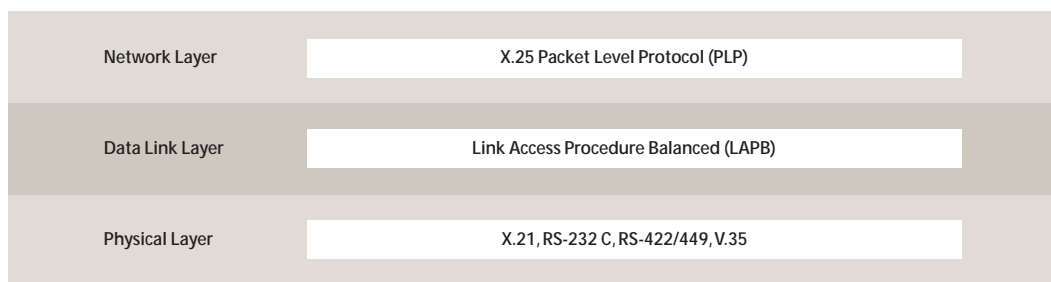 Network Layer X.25 Packet Level Protocol (PLP)
Data Link Layer Link Access Procedure Balanced (LAPB)
Physical Layer X.21, RS-232 C, RS-422/449, V.35